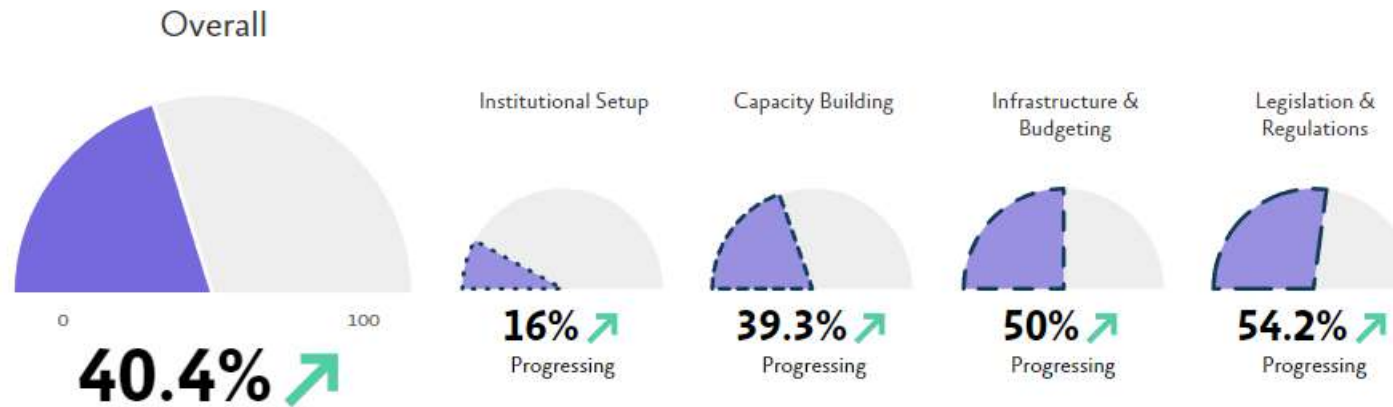 Overall
0
100
40.4%
Institutional Setup
16%
Progressing
Capacity Building
39.3%
Progressing
Infrastructure &
Budgeting
50%
Progressing
Legislation &
Regulations
54.2%
Progressing